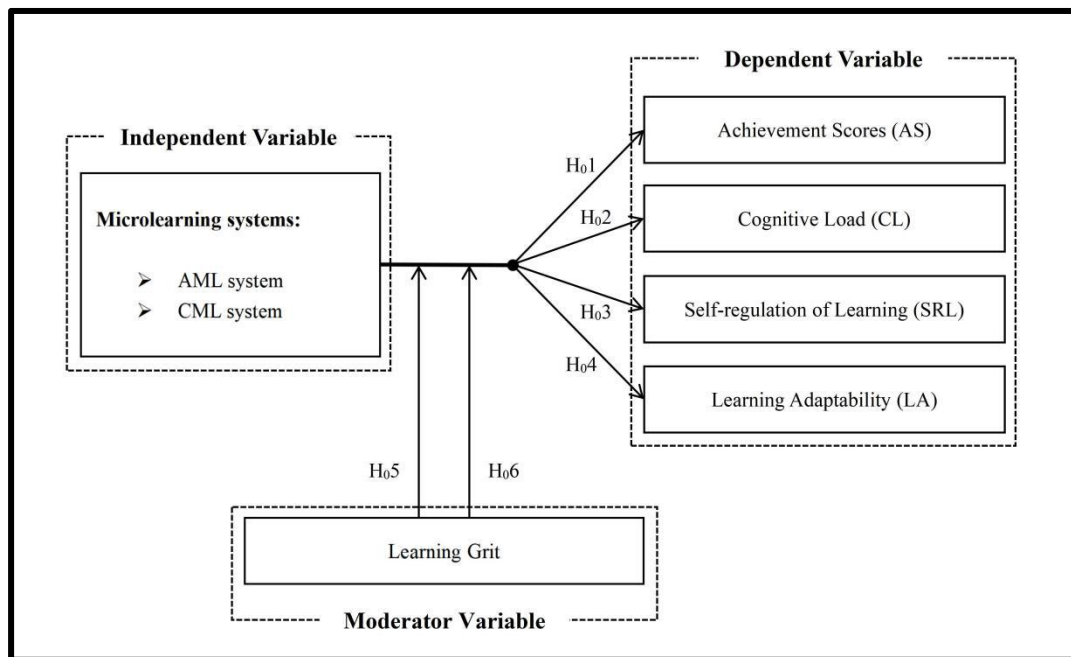 Independent Variable
Microlearning systems:
➢ AML system
➢ CML system
H₀1
H₀2
H₀3
H₀4
Dependent Variable
Achievement Scores (AS)
Cognitive Load (CL)
Self-regulation of Learning (SRL)
Learning Adaptability (LA)
H₀5
H₀6
Learning Grit
Moderator Variable